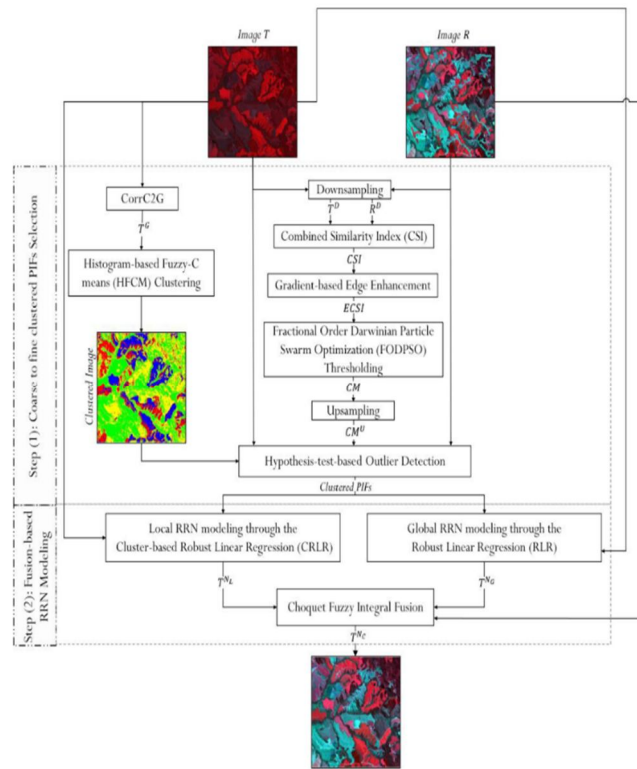 Image T
Image R
CorrC2G
T^G
Histogram-based Fuzzy-C
means (HFCM) Clustering
Clustered Image
Downsampling
T^D R^D
Combined Similarity Index (CSI)
CSI
Gradient-based Edge Enhancement
ECSI
Fractional Order Darwinian Particle
Swarm Optimization (FODPSO)
Thresholding
CM
Upsampling
CM^U
Hypothesis-test-based Outlier Detection
Clustered PIFs
Step (1): Coarse to fine clustered PIFs Selection
Local RRN modeling through the
Cluster-based Robust Linear Regression (CRLR)
Global RRN modeling through the
Robust Linear Regression (RLR)
T^{N_L}
T^{N_G}
Choquet Fuzzy Integral Fusion
T^{N_C}
Step (2): Fusion-based
RRN Modeling